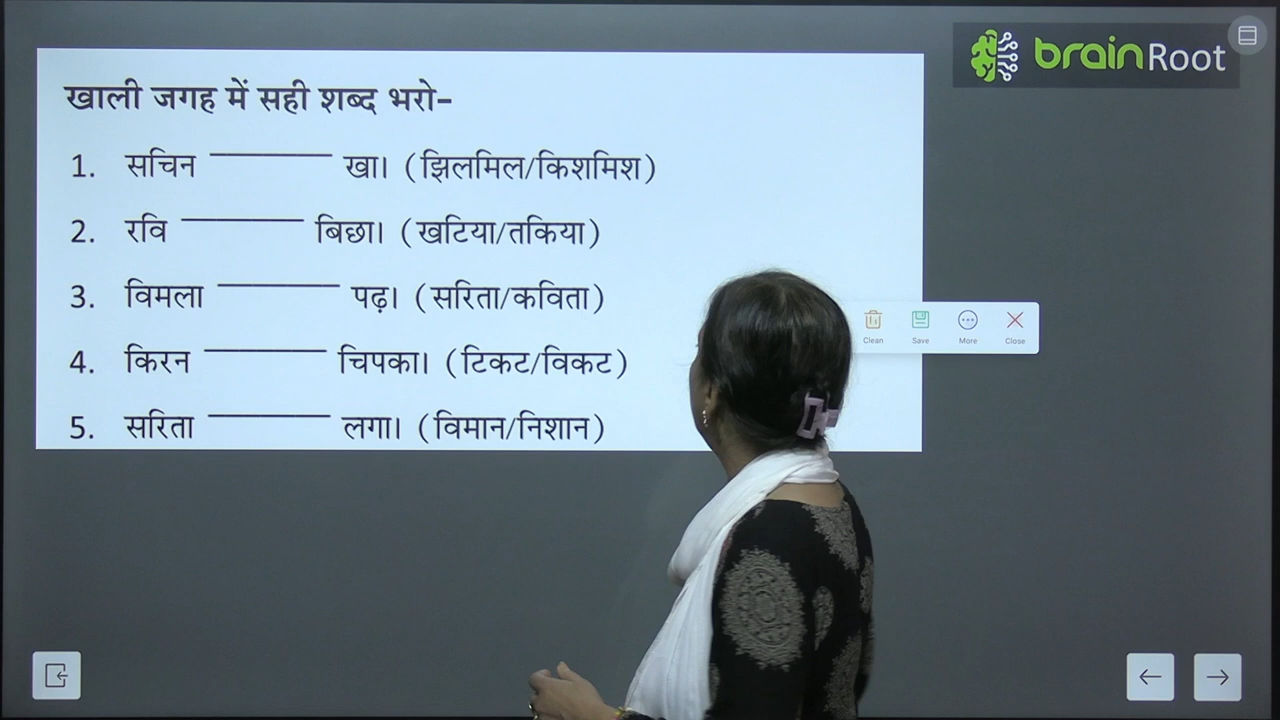 brainRoot
खाली जगह में सही शब्द भरो-
1. सचिन ________ खा। (झिलमिल/किशमिश)
2. रवि ________ बिछा। (खटिया/तकिया)
3. विमला ________ पढ़। (सरिता/कविता)
4. किरन ________ चिपका। (टिकट/विकट)
5. सरिता ________ लगा। (विमान/निशान)
Clean Save More Close